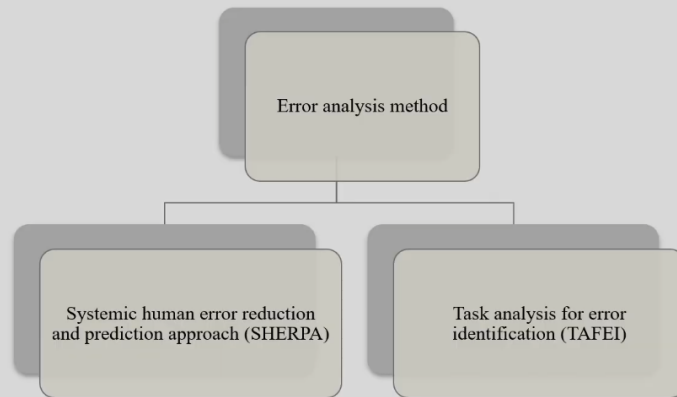 Error analysis method
Systemic human error reduction
and prediction approach (SHERPA)
Task analysis for error
identification (TAFEI)